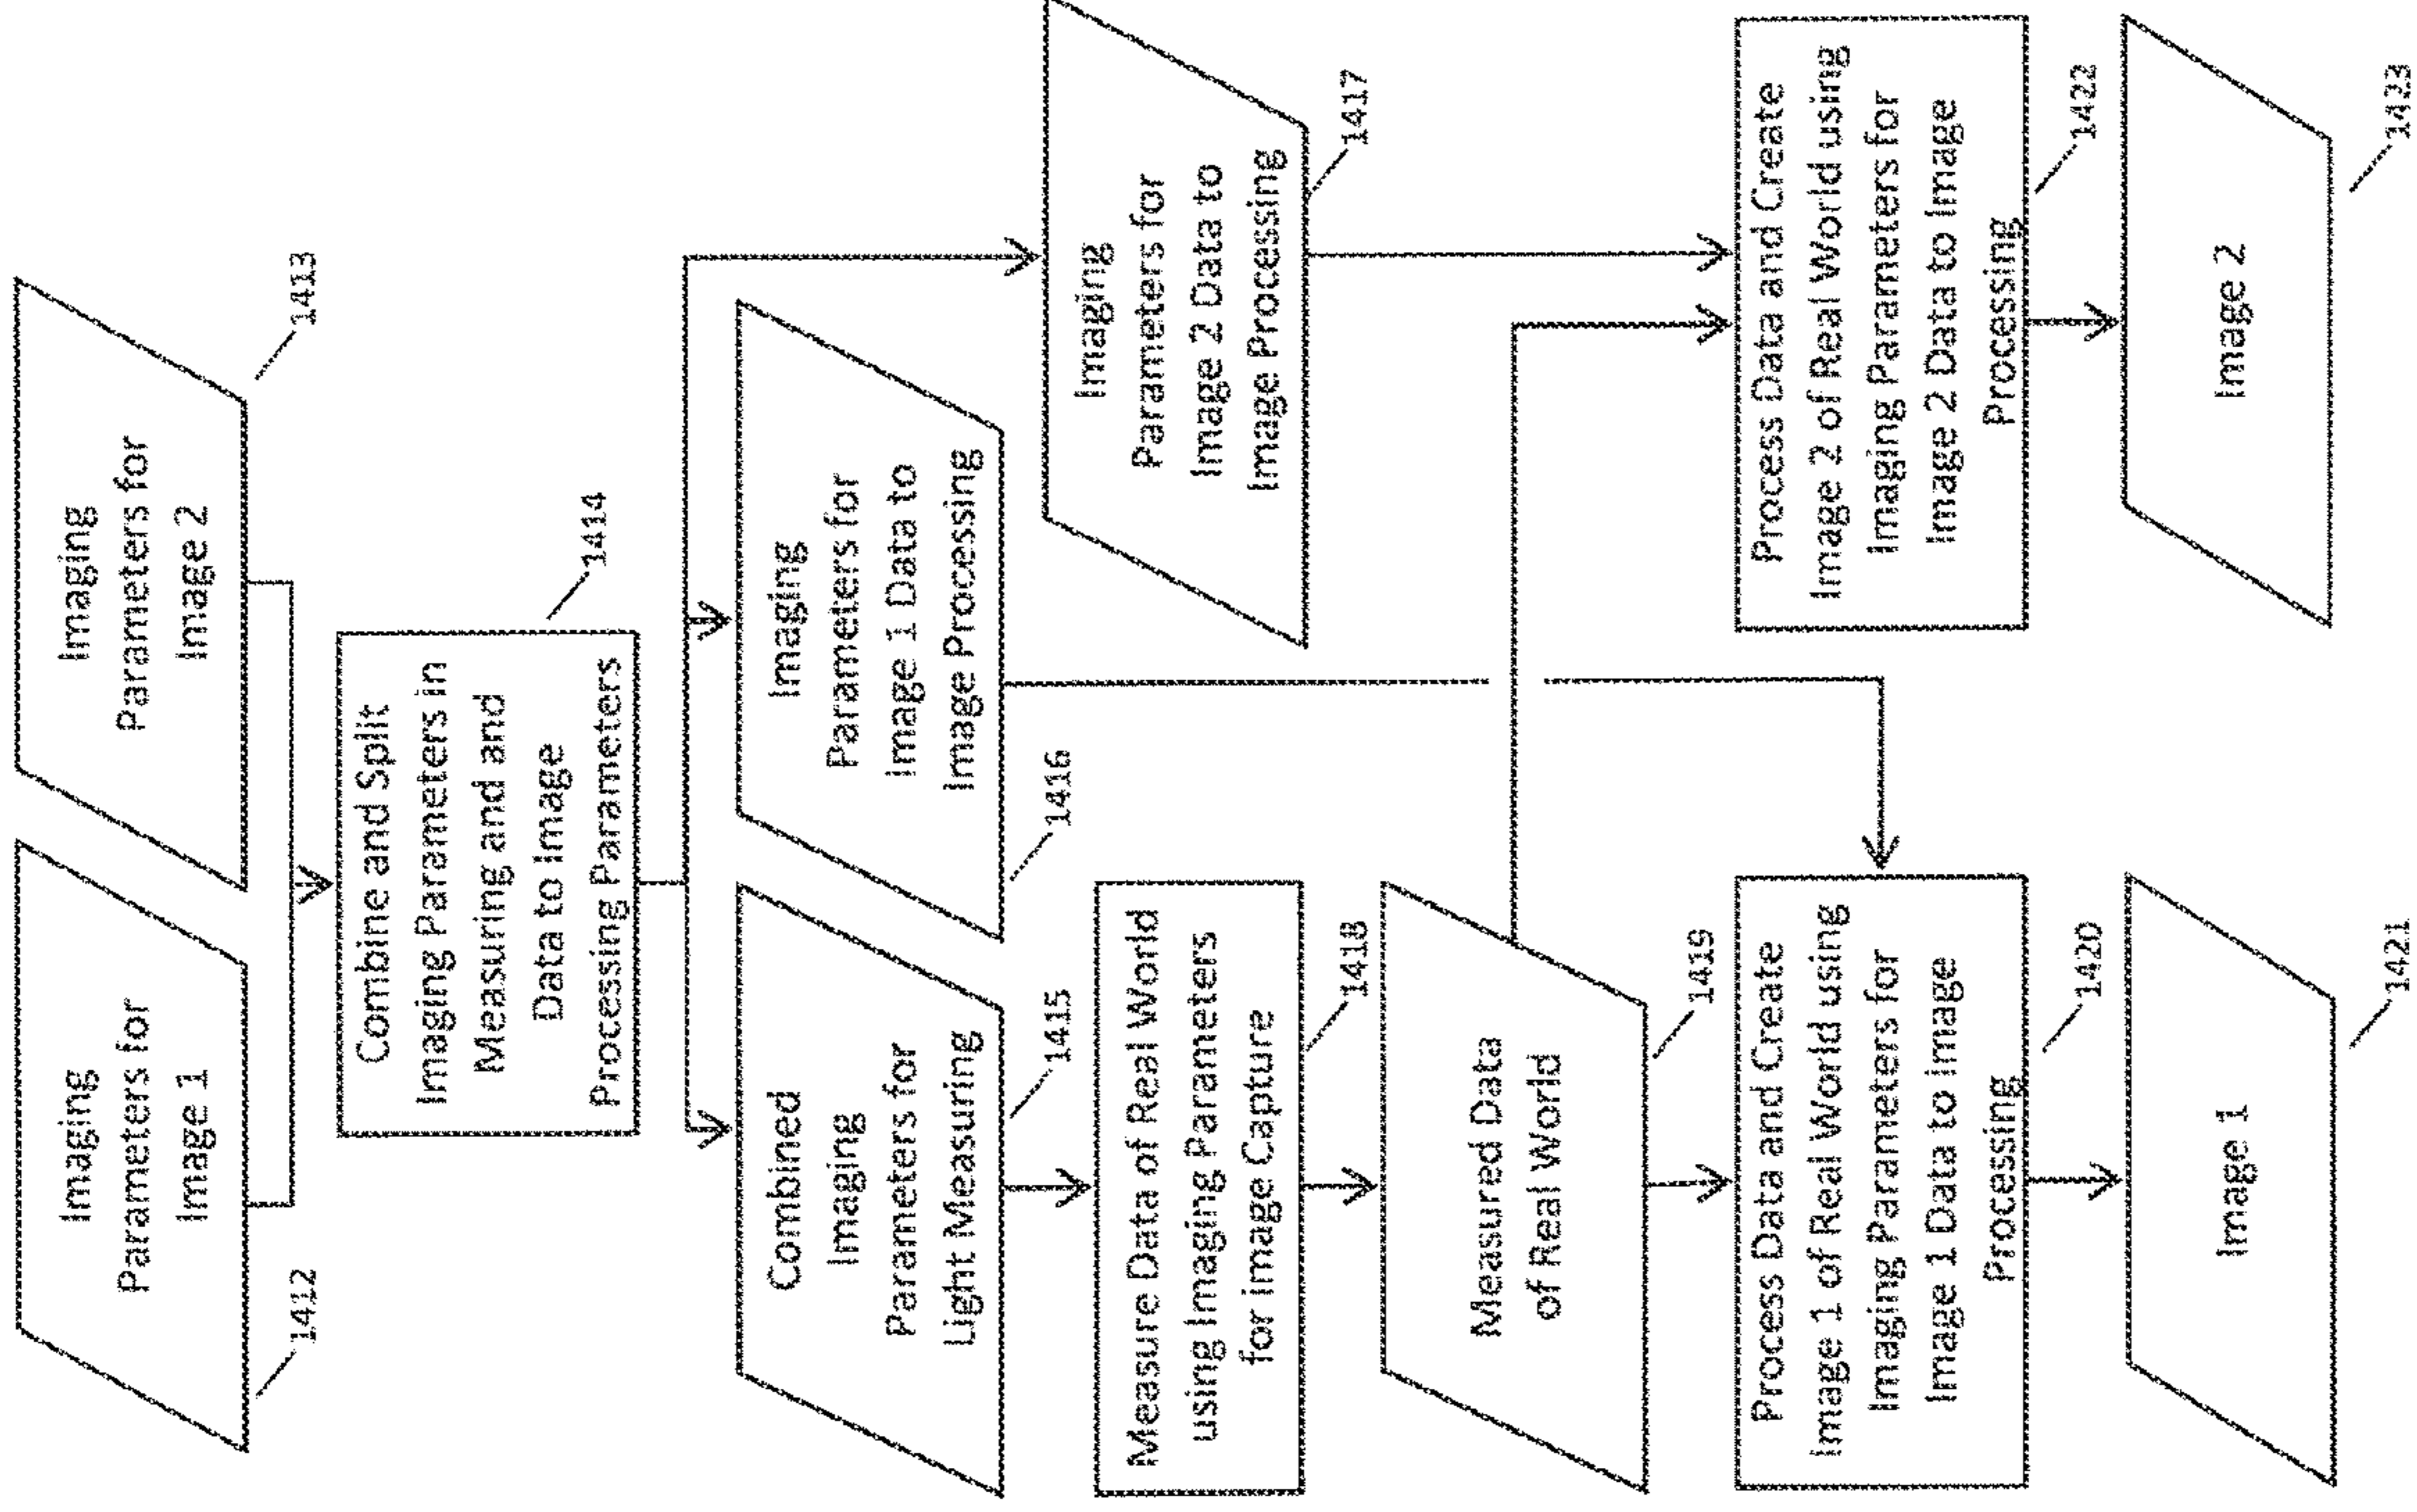 Imaging
Parameters for
Image 1
1412
Imaging
Parameters for
Image 2
1413
Combine and Split
Imaging Parameters in
Measuring and and
Data to Image
Processing Parameters
1414
Combined
Imaging
Parameters for
Light Measuring
1415
Imaging
Parameters for
Image 1 Data to
Image Processing
1416
Imaging
Parameters for
Image 2 Data to
Image Processing
1417
Measure Data of Real World
using Imaging Parameters
for Image Capture
1418
Measured Data
of Real World
1419
Process Data and Create
Image 1 of Real World using
Imaging Parameters for
Image 1 Data to Image
Processing
1420
Process Data and Create
Image 2 of Real World using
Imaging Parameters for
Image 2 Data to Image
Processing
1422
Image 1
1421
Image 2
1423